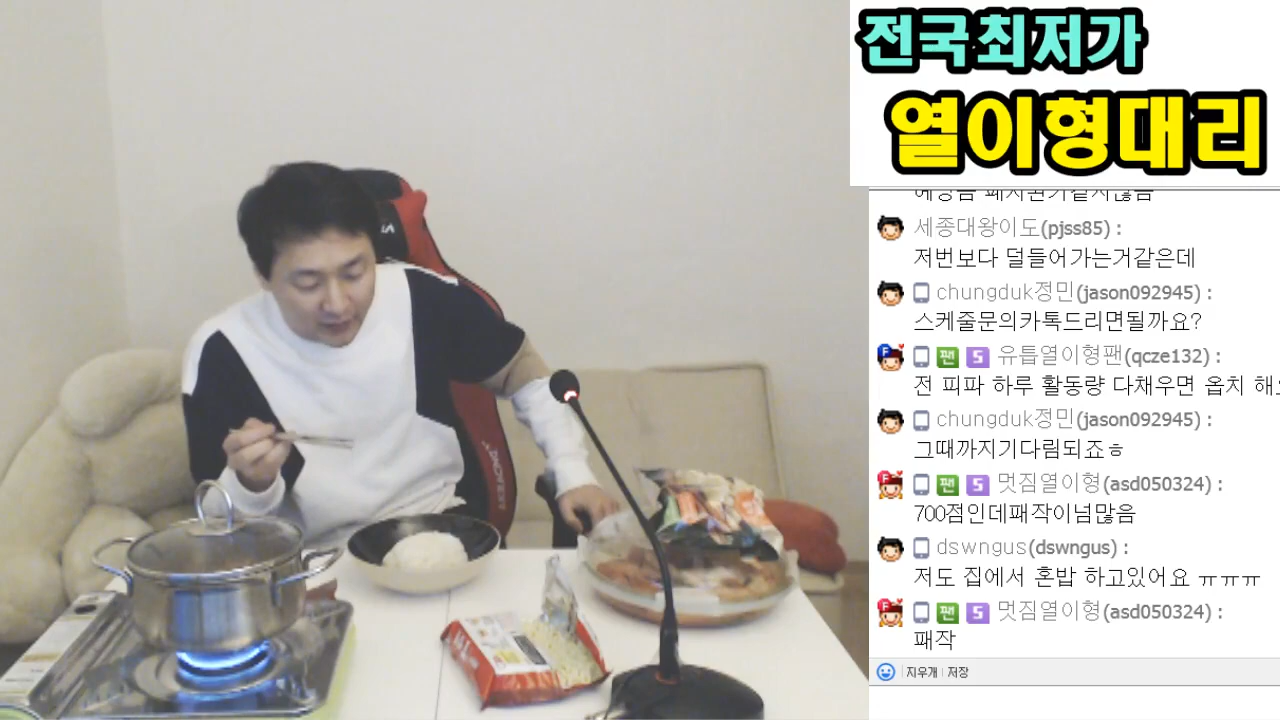 전국최저가
열이형대리
세종대왕이도(pjss85) :
저번보다 덜들어가는거같은데
chungduk정민(jason092945) :
스케줄문의카톡드리면될까요?
팬 S 유튭열이형팬(qcze132) :
전 피파 하루 활동량 다채우면 옵치 해요
chungduk정민(jason092945) :
그때까지기다림되죠ㅎ
팬 S 멋짐열이형(asd050324) :
700점인데패작이넘많음
dswngus(dswngus) :
저도 집에서 혼밥 하고있어요 ㅠㅠㅠ
팬 S 멋짐열이형(asd050324) :
패작
지우개 | 저장
AKRACING